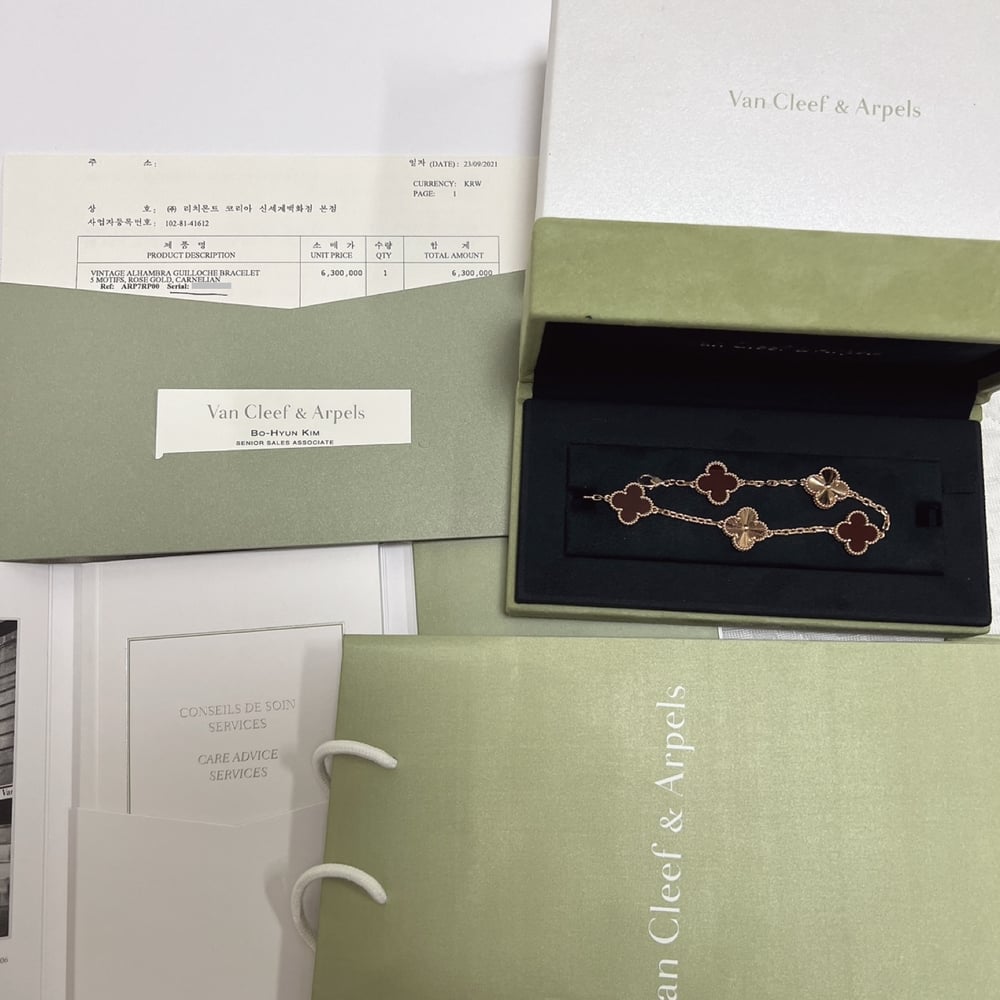 주 소:
일자 (DATE): 23/09/2021
CURRENCY: KRW
PAGE: 1
상 호: ㈜ 리치몬트 코리아 신세계백화점 본점
사업자등록번호: 102-81-41612
제 품 명 소 매 가 수량 합 계
PRODUCT DESCRIPTION UNIT PRICE QTY TOTAL AMOUNT
VINTAGE ALHAMBRA GUILLOCHE BRACELET 6,300,000 1 6,300,000
5 MOTIFS, ROSE GOLD, CARNELIAN
Ref: ARP7RP00 Serial:
Van Cleef & Arpels
BO-HYUN KIM
SENIOR SALES ASSOCIATE
Van Cleef & Arpels
CONSEILS DE SOIN
SERVICES
CARE ADVICE
SERVICES
Van
06
an Cleef & Arpels